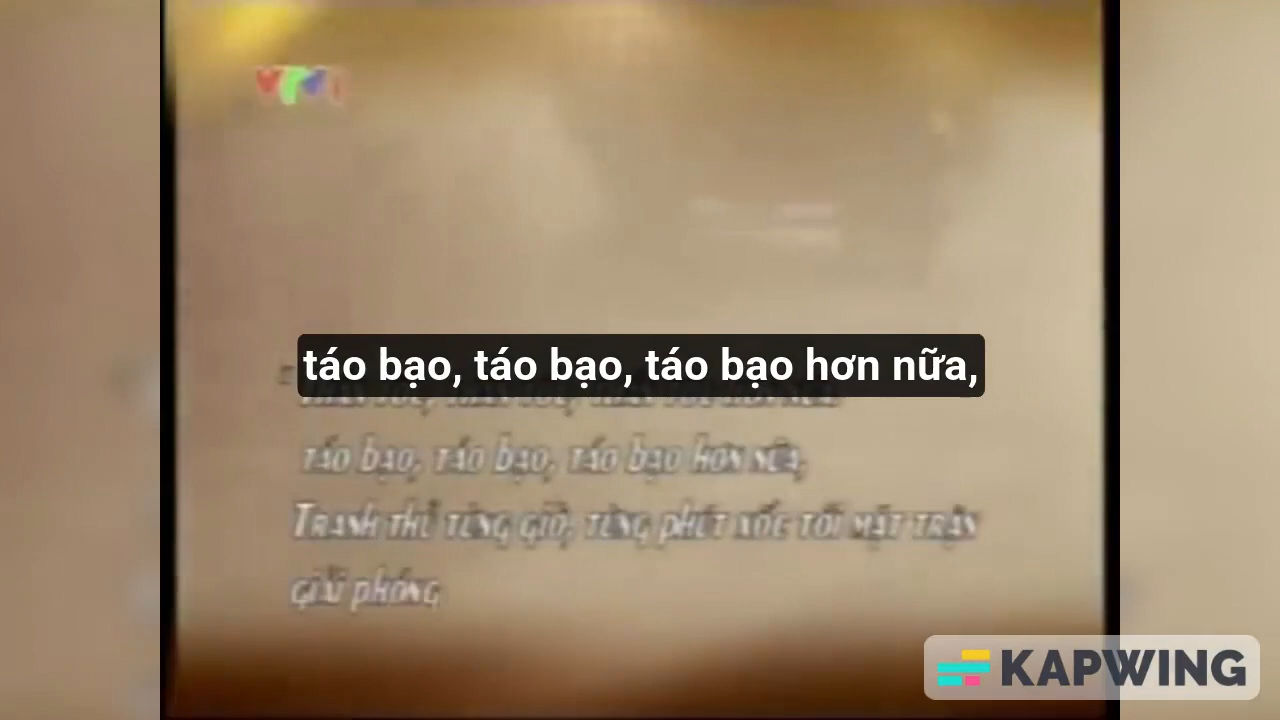 VTV1
táo bạo, táo bạo, táo bạo hơn nữa,
táo bạo, táo bạo, táo bạo hơn nữa,
Tranh thủ từng giờ, từng phút xốc tới mặt trận
giải phóng
KAPWING